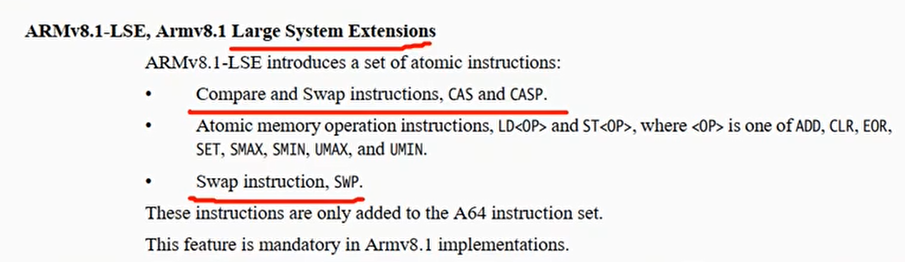 ARMv8.1-LSE, Armv8.1 Large System Extensions
ARMv8.1-LSE introduces a set of atomic instructions:
• Compare and Swap instructions, CAS and CASP.
• Atomic memory operation instructions, LD<OP> and ST<OP>, where <OP> is one of ADD, CLR, EOR,
SET, SMAX, SMIN, UMAX, and UMIN.
• Swap instruction, SWP.
These instructions are only added to the A64 instruction set.
This feature is mandatory in Armv8.1 implementations.